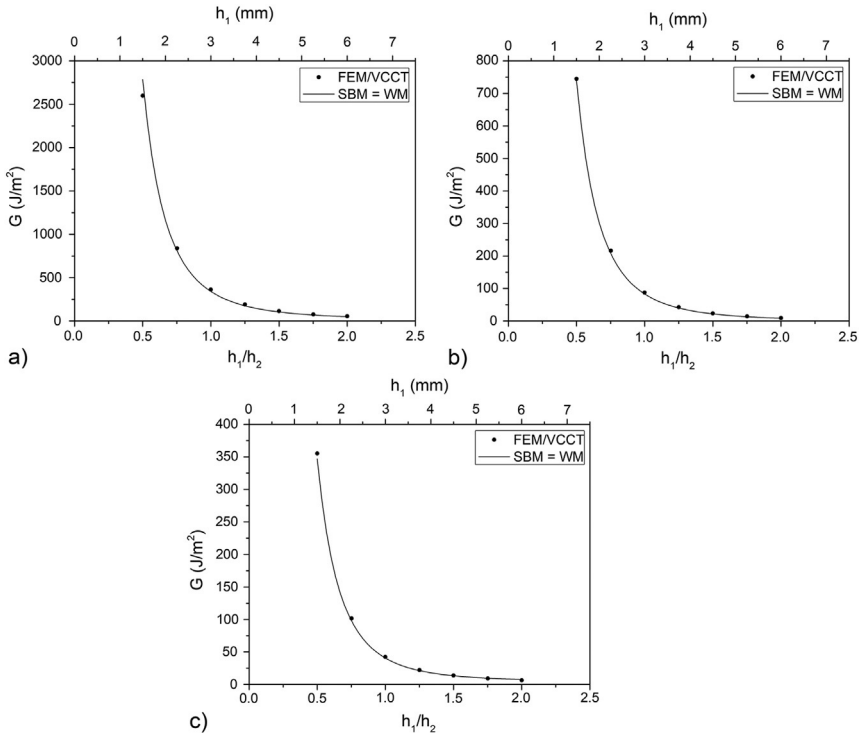 h₁ (mm)
0 1 2 3 4 5 6 7
3000
2500
2000
1500
1000
500
0
G (J/m²)
FEM/VCCT
SBM = WM
0.0 0.5 1.0 1.5 2.0 2.5
h₁/h₂
a)
h₁ (mm)
0 1 2 3 4 5 6 7
800
700
600
500
400
300
200
100
0
G (J/m²)
FEM/VCCT
SBM = WM
0.0 0.5 1.0 1.5 2.0 2.5
h₁/h₂
b)
h₁ (mm)
0 1 2 3 4 5 6 7
400
350
300
250
200
150
100
50
0
G (J/m²)
FEM/VCCT
SBM = WM
0.0 0.5 1.0 1.5 2.0 2.5
h₁/h₂
c)